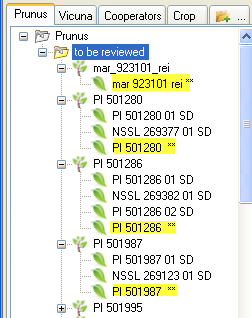 Prunus Vicuna Cooperators Crop ...
Prunus
to be reviewed
mar_923101_rei
mar 923101 rei **
PI 501280
PI 501280 01 SD
NSSL 269377 01 SD
PI 501280 **
PI 501286
PI 501286 01 SD
NSSL 269382 01 SD
PI 501286 02 SD
PI 501286 **
PI 501987
PI 501987 01 SD
NSSL 269123 01 SD
PI 501987 **
PI 501995